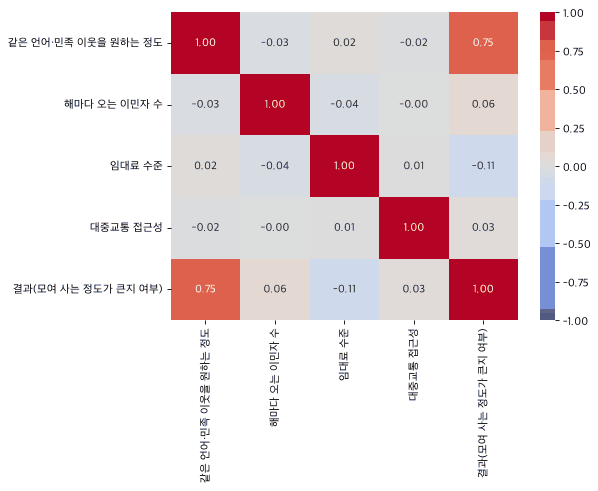 같은 언어·민족 이웃을 원하는 정도 1.00 -0.03 0.02 -0.02 0.75
해마다 오는 이민자 수 -0.03 1.00 -0.04 -0.00 0.06
임대료 수준 0.02 -0.04 1.00 0.01 -0.11
대중교통 접근성 -0.02 -0.00 0.01 1.00 0.03
결과(모여 사는 정도가 큰지 여부) 0.75 0.06 -0.11 0.03 1.00
같은 언어·민족 이웃을 원하는 정도
해마다 오는 이민자 수
임대료 수준
대중교통 접근성
결과(모여 사는 정도가 큰지 여부)
1.00
0.75
0.50
0.25
0.00
-0.25
-0.50
-0.75
-1.00